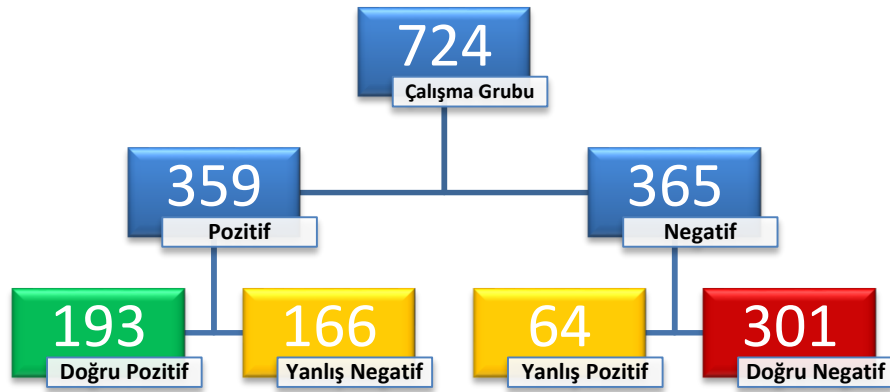 724
Çalışma Grubu
359
Pozitif
365
Negatif
193
Doğru Pozitif
166
Yanlış Negatif
64
Yanlış Pozitif
301
Doğru Negatif